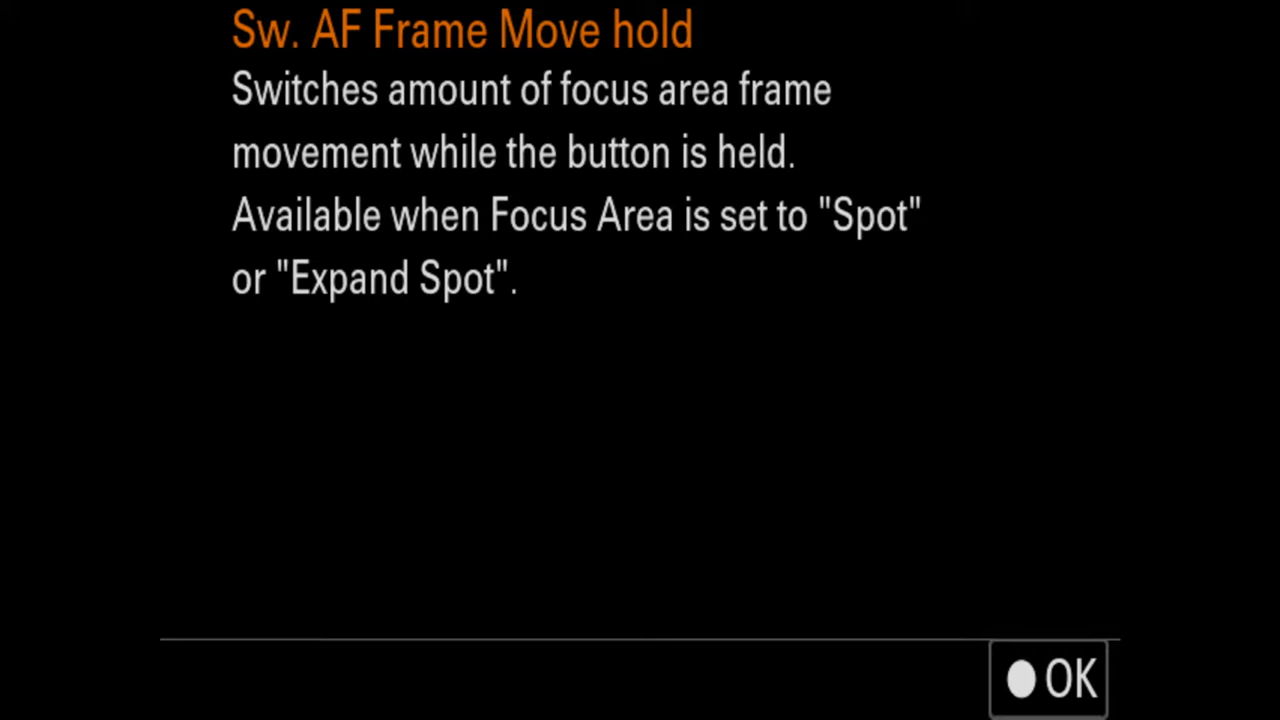 Sw. AF Frame Move hold
Switches amount of focus area frame
movement while the button is held.
Available when Focus Area is set to "Spot"
or "Expand Spot".
OK